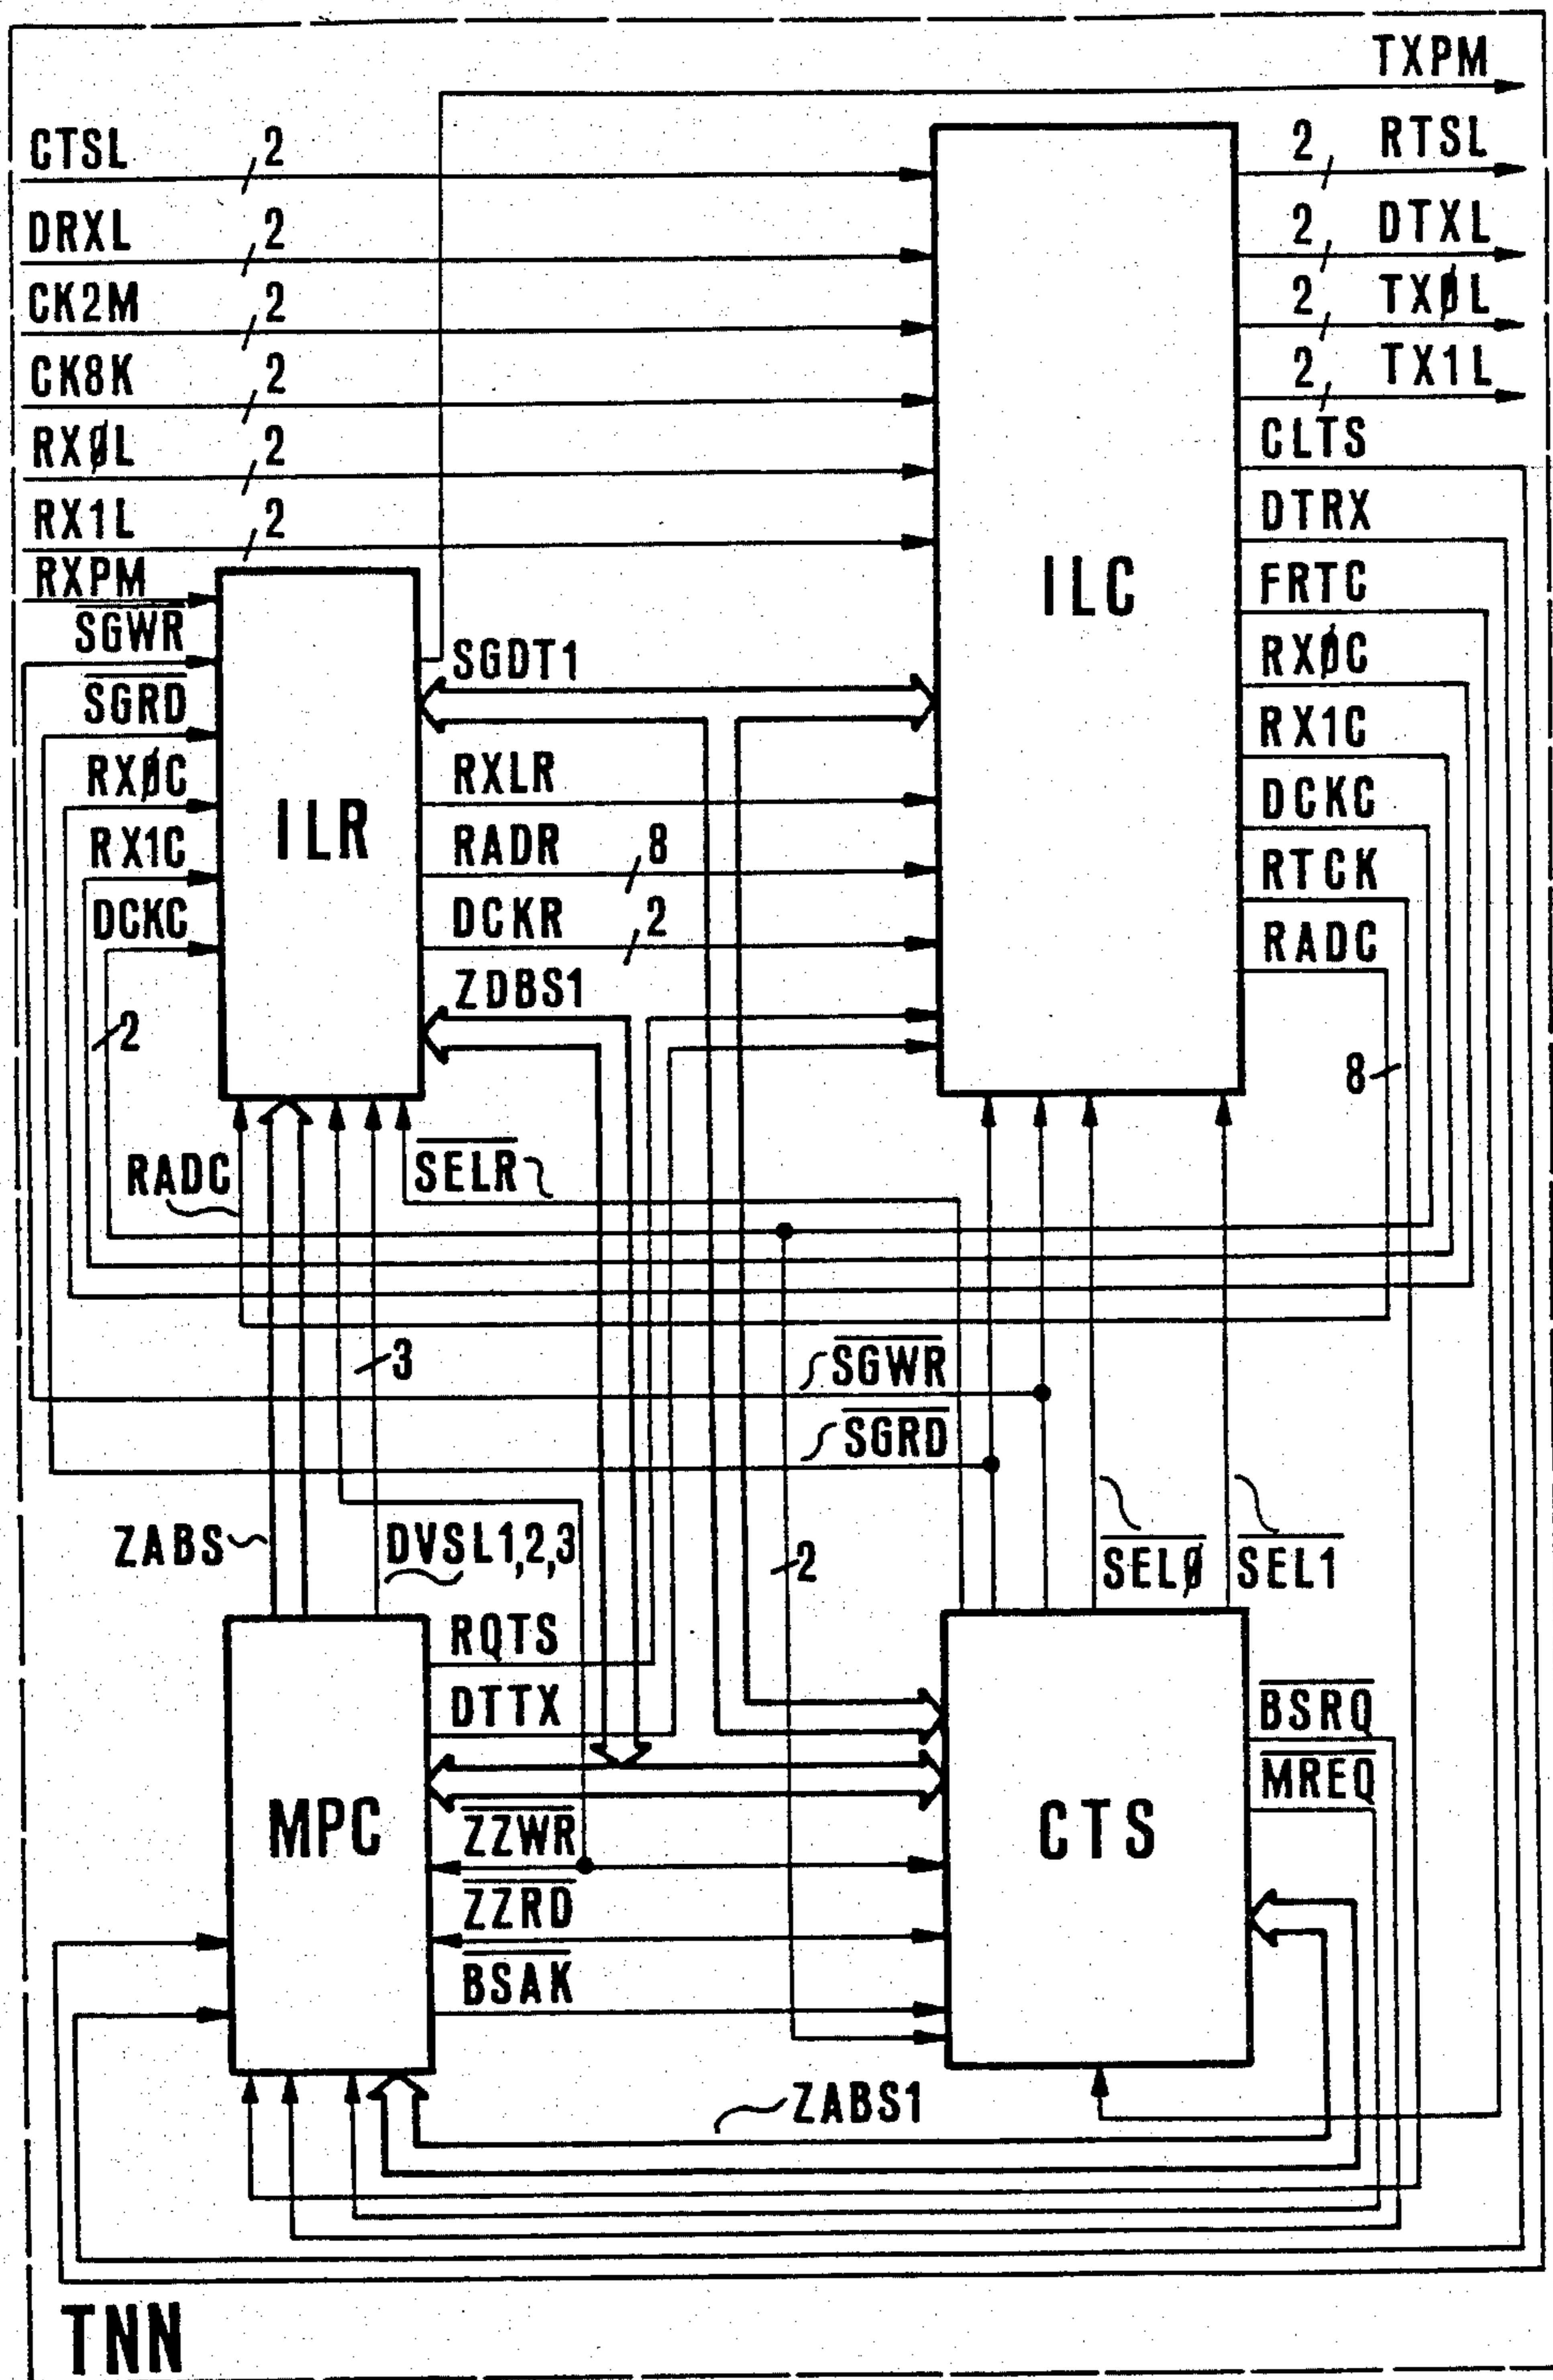 TXPM
CTSL 2
2 RTSL
DRXL 2
2 DTXL
CK2M 2
2 TXØL
CK8K 2
2 TX1L
RXØL 2
CLTS
RX1L 2
DTRX
RXPM
ILC
FRTC
SGWR
SGDT1
RXØC
SGRD
RX1C
RXØC
RXLR
DCKC
ILR
RX1C
RADR 8
RTCK
DCKC
DCKR 2
RADC
ZDBS1
2
8
RADC
SELR
3
SGWR
SGRD
ZABS
DVSL1,2,3
2
SELØ
SEL1
RQTS
DTTX
BSRQ
MREQ
MPC
ZZWR
CTS
ZZRD
BSAK
ZABS1
TNN